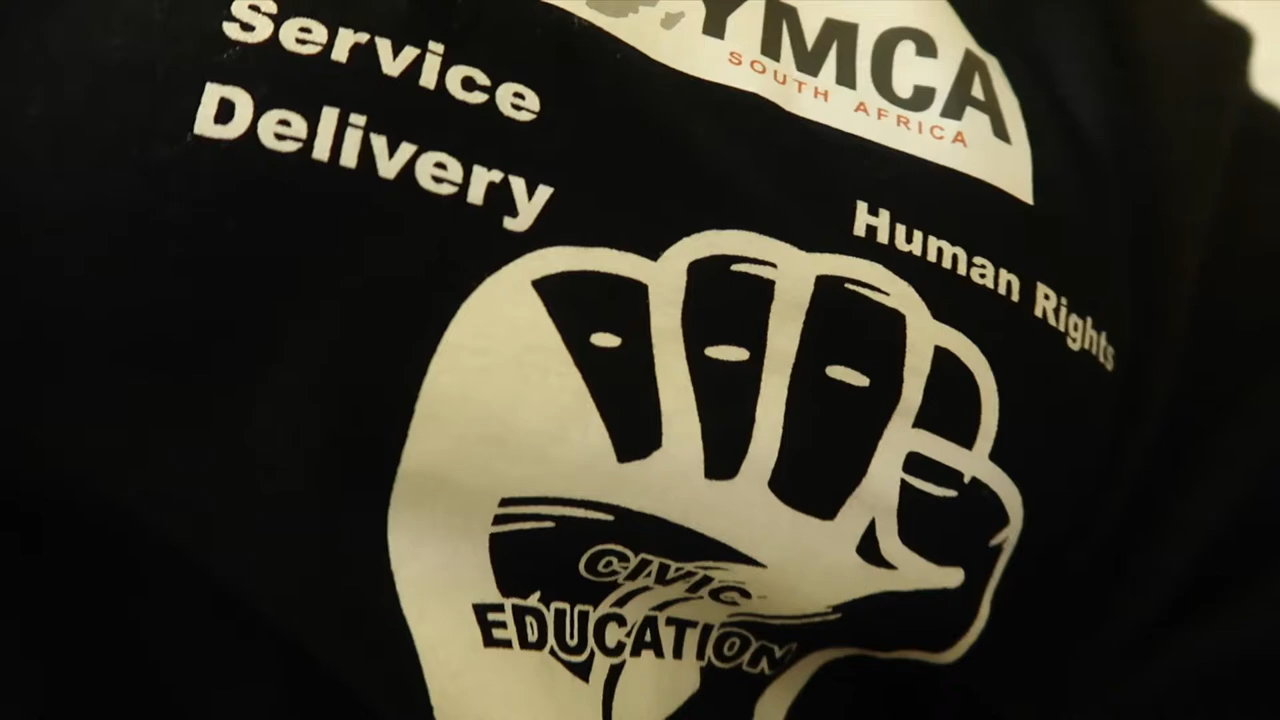 YMCA
SOUTH AFRICA
Service
Delivery
Human Rights
CIVIC
EDUCATION